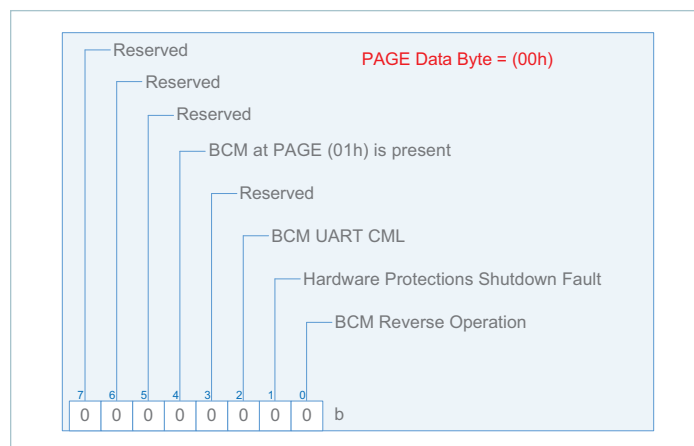 Reserved
PAGE Data Byte = (00h)
Reserved
Reserved
BCM at PAGE (01h) is present
Reserved
BCM UART CML
Hardware Protections Shutdown Fault
BCM Reverse Operation
7 6 5 4 3 2 1 0
0 0 0 0 0 0 0 0 b